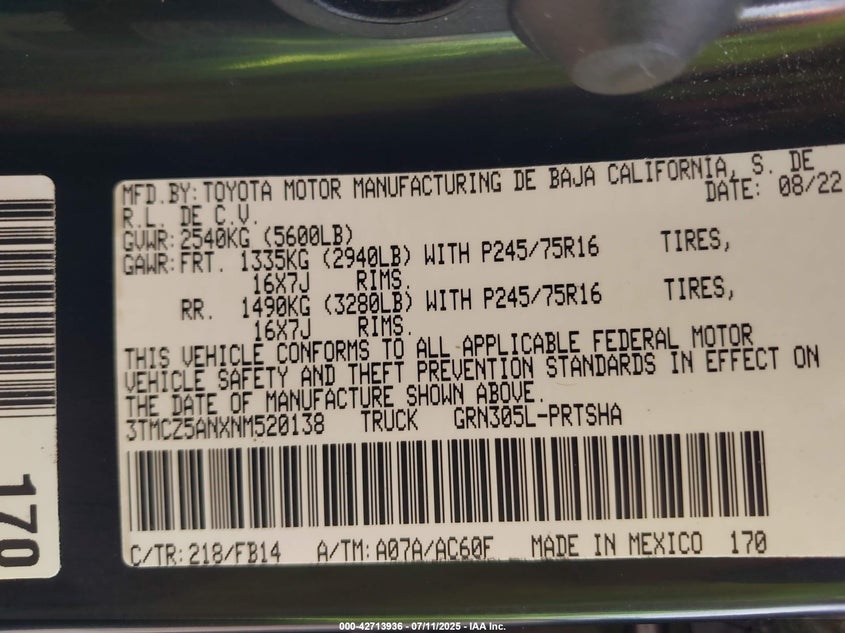 MFD.BY: TOYOTA MOTOR MANUFACTURING DE BAJA CALIFORNIA, S. DE
R.L. DE C.V. DATE: 08/22
GVWR: 2540KG (5600LB)
GAWR: FRT. 1335KG (2940LB) WITH P245/75R16 TIRES,
16X7J RIMS.
RR. 1490KG (3280LB) WITH P245/75R16 TIRES,
16X7J RIMS.
THIS VEHICLE CONFORMS TO ALL APPLICABLE FEDERAL MOTOR
VEHICLE SAFETY AND THEFT PREVENTION STANDARDS IN EFFECT ON
THE DATE OF MANUFACTURE SHOWN ABOVE.
3TMCZ5ANXNM520138 TRUCK GRN305L-PRTSHA
C/TR: 218/FB14 A/TM: A07A/AC60F MADE IN MEXICO 170
170
000-42713936 - 07/11/2025 - IAA Inc.